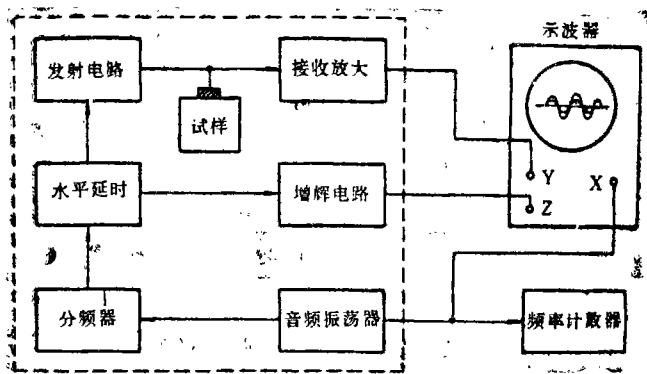 示波器
发射电路
接收放大
试样
水平延时
增辉电路
Y
X
Z
分频器
音频振荡器
频率计数器